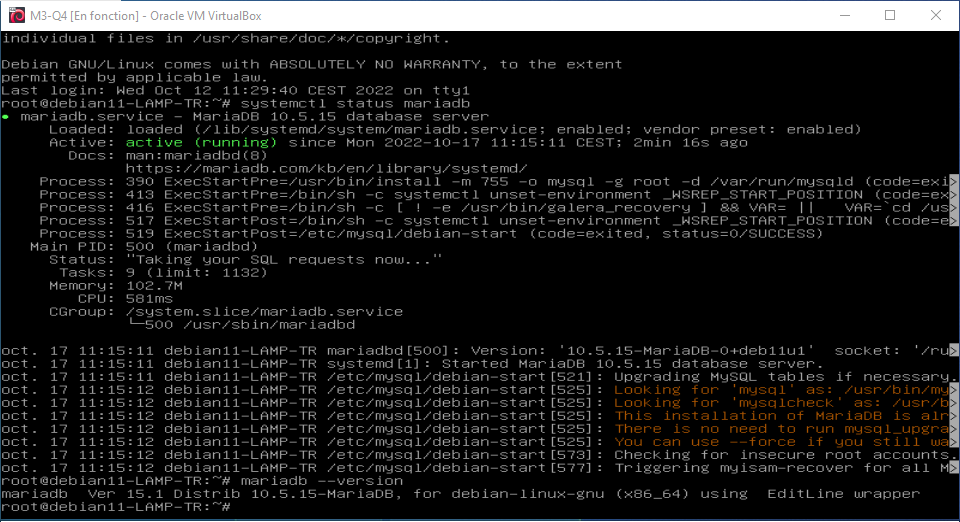 M3-Q4 [En fonction] - Oracle VM VirtualBox
individual files in /usr/share/doc/*/copyright.
Debian GNU/Linux comes with ABSOLUTELY NO WARRANTY, to the extent
permitted by applicable law.
Last login: Wed Oct 12 11:29:40 CEST 2022 on tty1
root@debian11-LAMP-TR:~# systemctl status mariadb
● mariadb.service – MariaDB 10.5.15 database server
Loaded: loaded (/lib/systemd/system/mariadb.service; enabled; vendor preset: enabled)
Active: active (running) since Mon 2022-10-17 11:15:11 CEST; 2min 16s ago
Docs: man:mariadbd(8)
https://mariadb.com/kb/en/library/systemd/
Process: 390 ExecStartPre=/usr/bin/install -m 755 -o mysql -g root -d /var/run/mysqld (code=exi>
Process: 413 ExecStartPre=/bin/sh -c systemctl unset-environment _WSREP_START_POSITION (code=ex>
Process: 416 ExecStartPre=/bin/sh -c [ ! -e /usr/bin/galera_recovery ] && VAR= || VAR=`cd /us>
Process: 517 ExecStartPost=/bin/sh -c systemctl unset-environment _WSREP_START_POSITION (code=e>
Process: 519 ExecStartPost=/etc/mysql/debian-start (code=exited, status=0/SUCCESS)
Main PID: 500 (mariadbd)
Status: "Taking your SQL requests now..."
Tasks: 9 (limit: 1132)
Memory: 102.7M
CPU: 581ms
CGroup: /system.slice/mariadb.service
└─500 /usr/sbin/mariadbd
oct. 17 11:15:11 debian11-LAMP-TR mariadbd[500]: Version: '10.5.15-MariaDB-0+deb11u1' socket: '/ru>
oct. 17 11:15:11 debian11-LAMP-TR systemd[1]: Started MariaDB 10.5.15 database server.
oct. 17 11:15:11 debian11-LAMP-TR /etc/mysql/debian-start[521]: Upgrading MySQL tables if necessary.
oct. 17 11:15:12 debian11-LAMP-TR /etc/mysql/debian-start[525]: Looking for 'mysql' as: /usr/bin/my>
oct. 17 11:15:12 debian11-LAMP-TR /etc/mysql/debian-start[525]: Looking for 'mysqlcheck' as: /usr/b>
oct. 17 11:15:12 debian11-LAMP-TR /etc/mysql/debian-start[525]: This installation of MariaDB is alr>
oct. 17 11:15:12 debian11-LAMP-TR /etc/mysql/debian-start[525]: There is no need to run mysql_upgra>
oct. 17 11:15:12 debian11-LAMP-TR /etc/mysql/debian-start[525]: You can use --force if you still wa>
oct. 17 11:15:12 debian11-LAMP-TR /etc/mysql/debian-start[573]: Checking for insecure root accounts.
oct. 17 11:15:12 debian11-LAMP-TR /etc/mysql/debian-start[577]: Triggering myisam-recover for all M>
root@debian11-LAMP-TR:~# mariadb --version
mariadb Ver 15.1 Distrib 10.5.15-MariaDB, for debian-linux-gnu (x86_64) using EditLine wrapper
root@debian11-LAMP-TR:~#